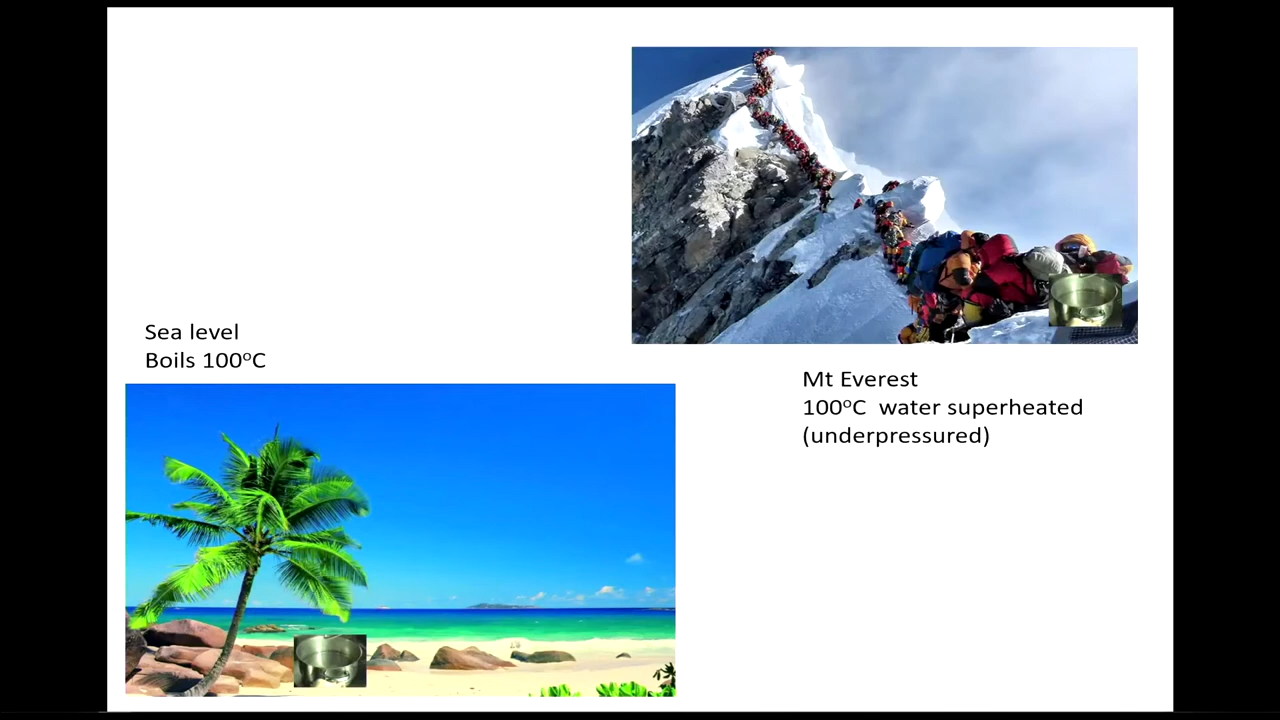 Sea level
Boils 100°C
Mt Everest
100°C water superheated
(underpressured)